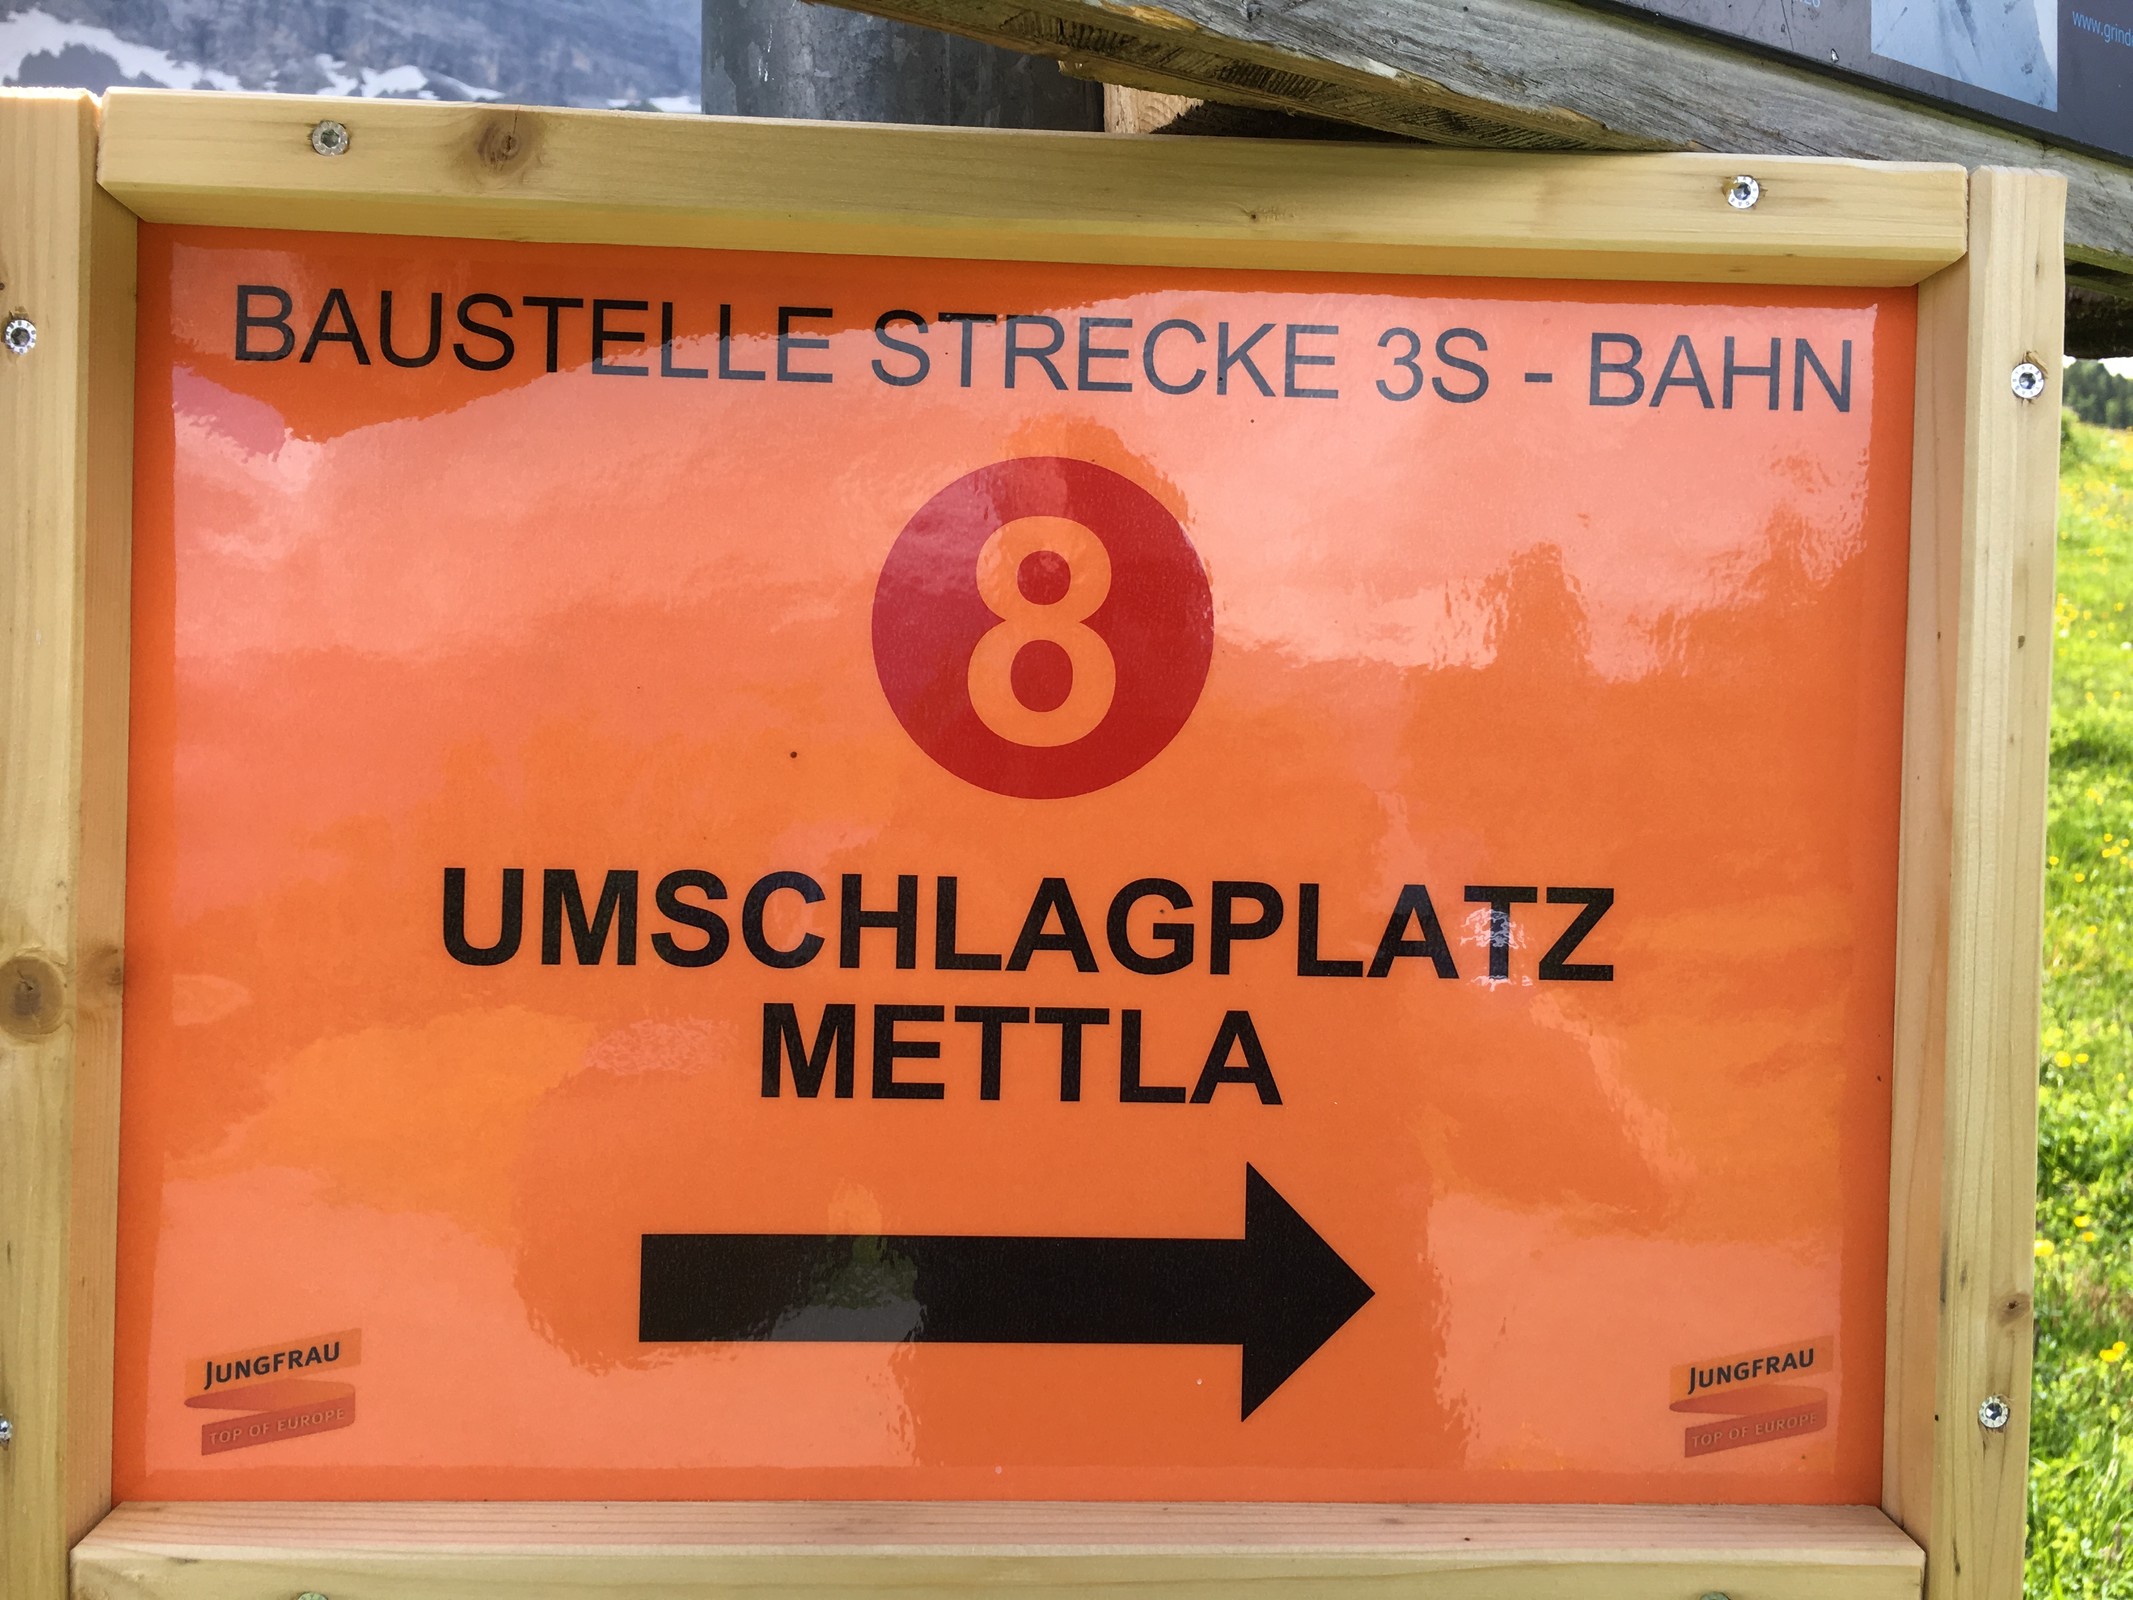 BAUSTELLE STRECKE 3S - BAHN
8
UMSCHLAGPLATZ
METTLA
JUNGFRAU
TOP OF EUROPE
JUNGFRAU
TOP OF EUROPE